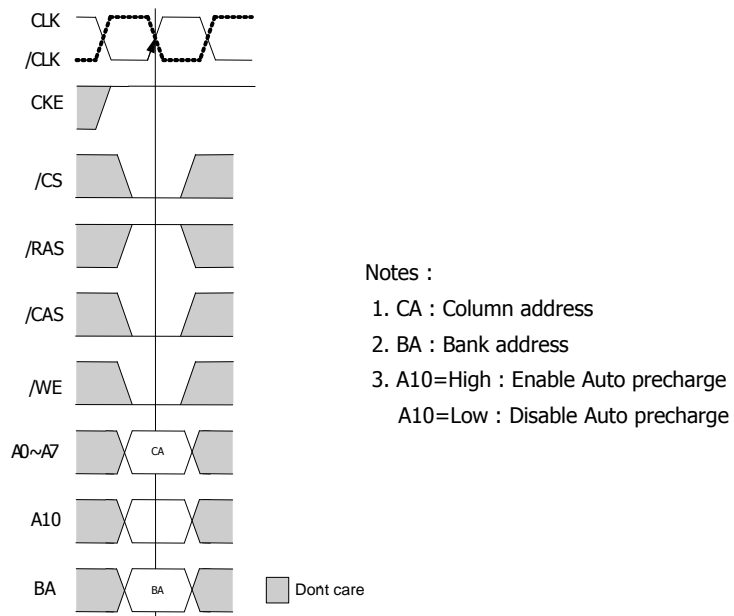 CLK
/CLK
CKE
/CS
/RAS
/CAS
/WE
A0~A7
CA
A10
BA
BA
Dont care
Notes :
1. CA : Column address
2. BA : Bank address
3. A10=High : Enable Auto precharge
A10=Low : Disable Auto precharge